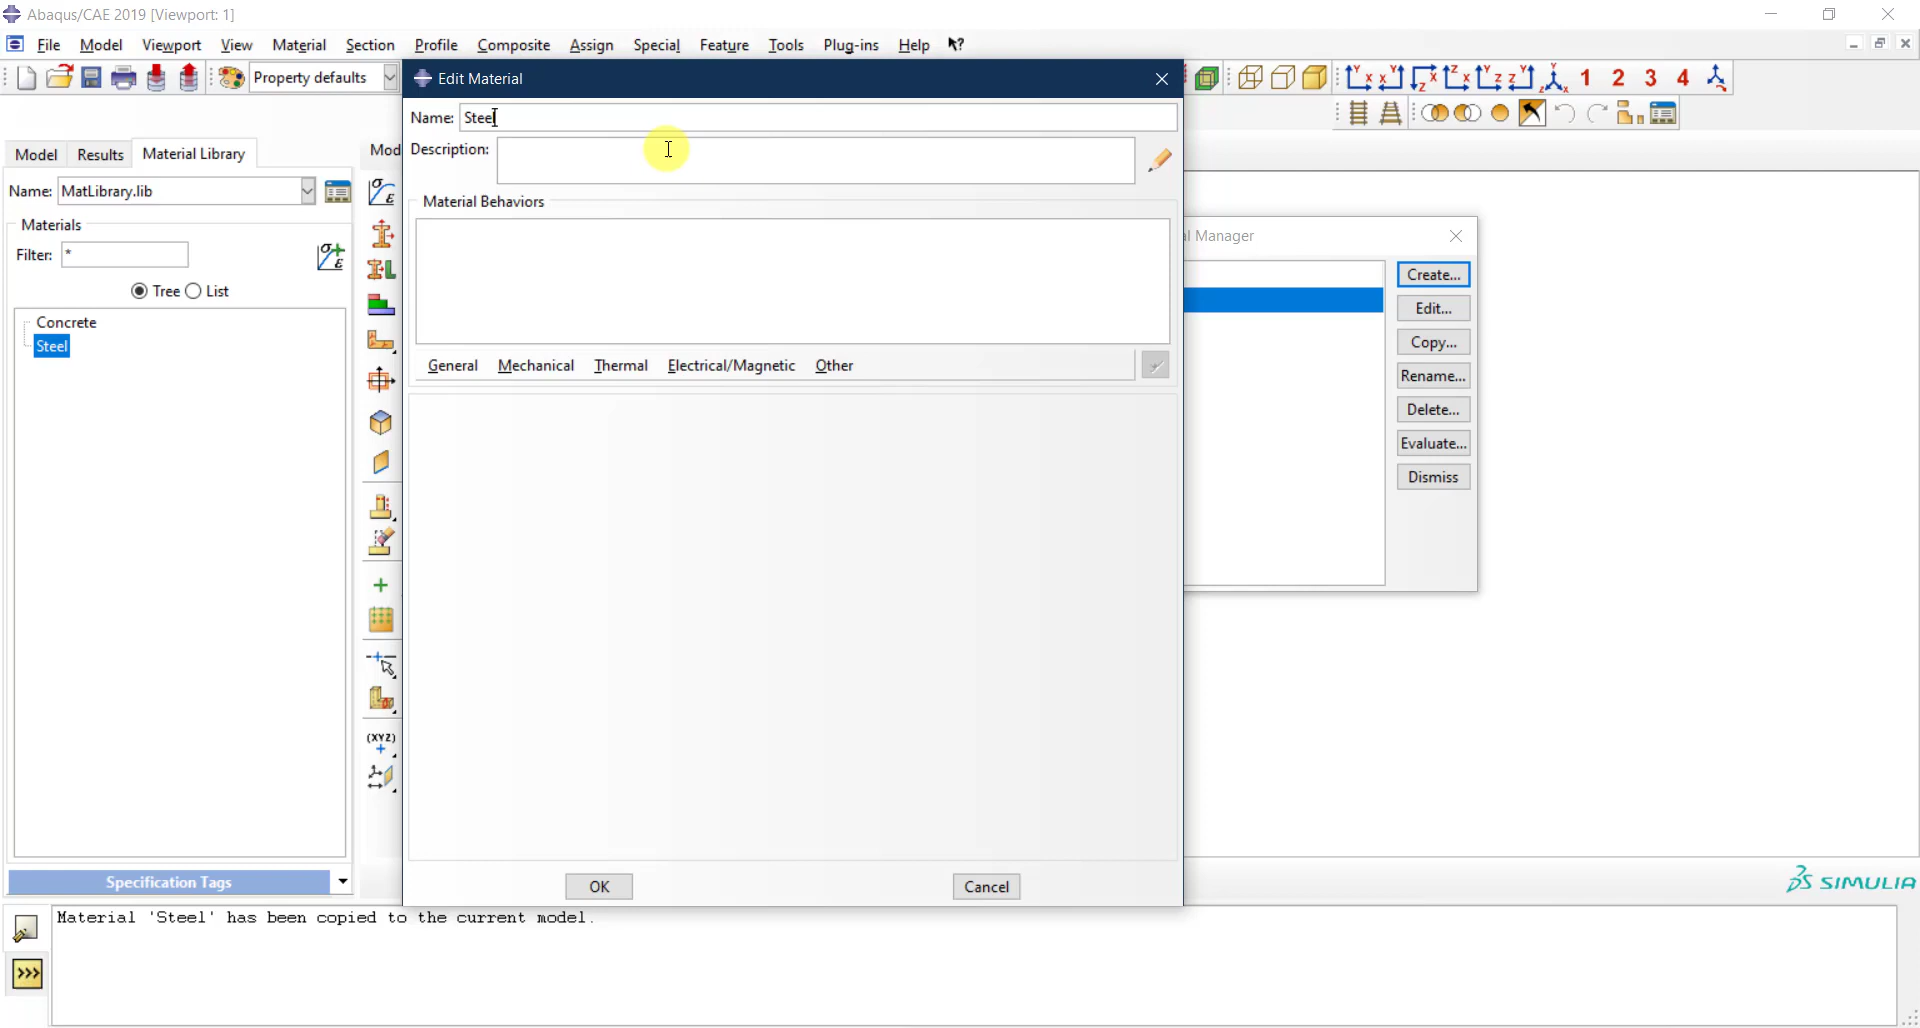 Abaqus/CAE 2019 [Viewport: 1]
File Model Viewport View Material Section Profile Composite Assign Special Feature Tools Plug-ins Help
Property defaults
1 2 3 4
Edit Material
Name: Steel
Description:
Material Behaviors
General Mechanical Thermal Electrical/Magnetic Other
OK Cancel
Model Results Material Library
Name: MatLibrary.lib
Materials
Filter: *
Tree List
Concrete
Steel
Specification Tags
(XYZ)
Manager
Create...
Edit...
Copy...
Rename...
Delete...
Evaluate...
Dismiss
SIMULIA
Material 'Steel' has been copied to the current model.
>>>